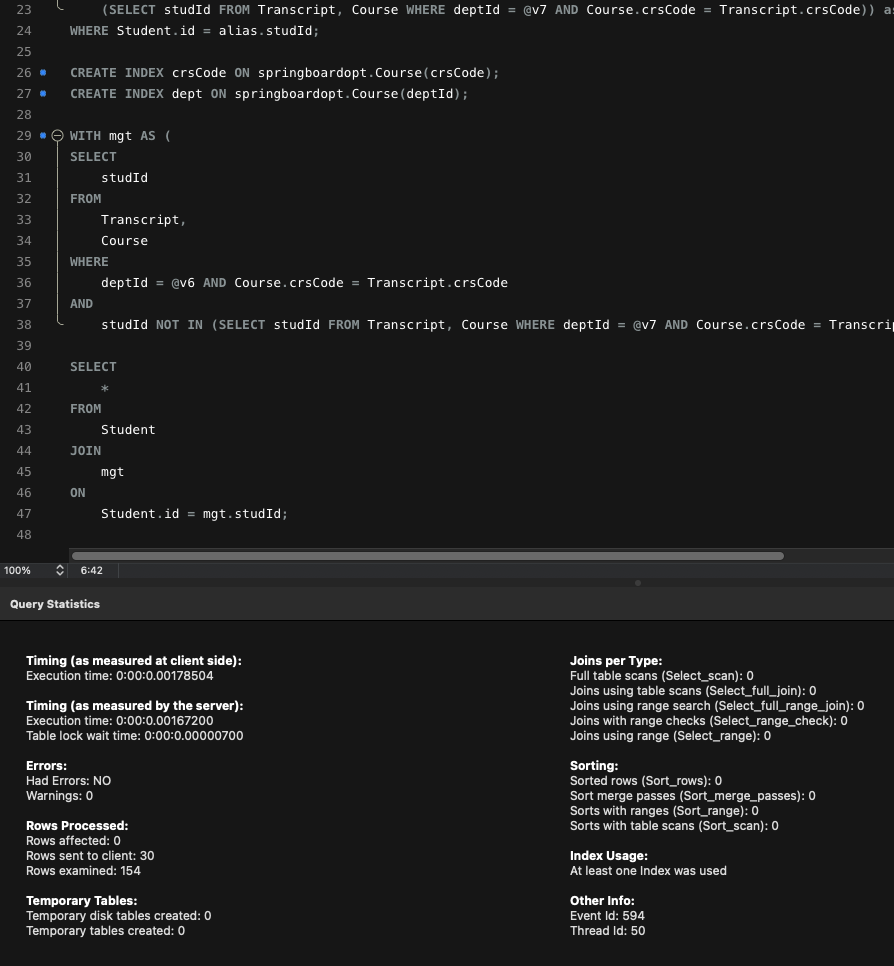 23 (SELECT studId FROM Transcript, Course WHERE deptId = @v7 AND Course.crsCode = Transcript.crsCode)) as
24 WHERE Student.id = alias.studId;
25
26 CREATE INDEX crsCode ON springboardopt.Course(crsCode);
27 CREATE INDEX dept ON springboardopt.Course(deptId);
28
29 WITH mgt AS (
30 SELECT
31 studId
32 FROM
33 Transcript,
34 Course
35 WHERE
36 deptId = @v6 AND Course.crsCode = Transcript.crsCode
37 AND
38 studId NOT IN (SELECT studId FROM Transcript, Course WHERE deptId = @v7 AND Course.crsCode = Transcrip
39
40 SELECT
41 *
42 FROM
43 Student
44 JOIN
45 mgt
46 ON
47 Student.id = mgt.studId;
48
100% 6:42
Query Statistics
Timing (as measured at client side):
Execution time: 0:00:0.00178504
Timing (as measured by the server):
Execution time: 0:00:0.00167200
Table lock wait time: 0:00:0.00000700
Errors:
Had Errors: NO
Warnings: 0
Rows Processed:
Rows affected: 0
Rows sent to client: 30
Rows examined: 154
Temporary Tables:
Temporary disk tables created: 0
Temporary tables created: 0
Joins per Type:
Full table scans (Select_scan): 0
Joins using table scans (Select_full_join): 0
Joins using range search (Select_full_range_join): 0
Joins with range checks (Select_range_check): 0
Joins using range (Select_range): 0
Sorting:
Sorted rows (Sort_rows): 0
Sort merge passes (Sort_merge_passes): 0
Sorts with ranges (Sort_range): 0
Sorts with table scans (Sort_scan): 0
Index Usage:
At least one Index was used
Other Info:
Event Id: 594
Thread Id: 50